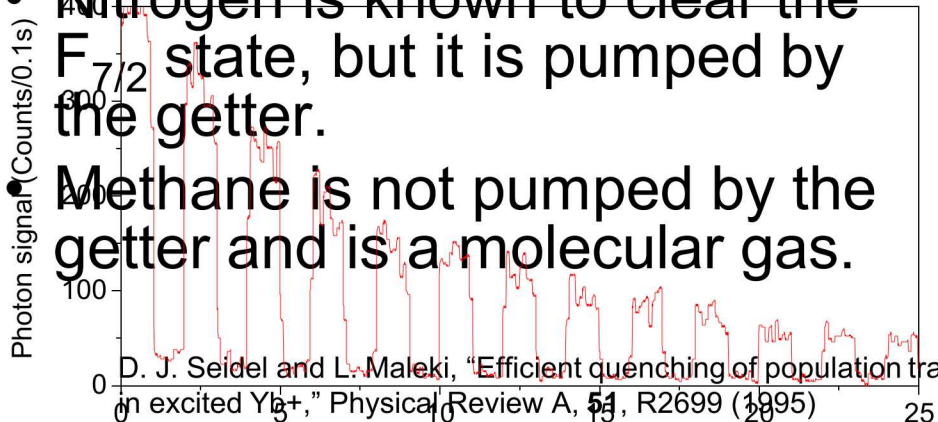 400
Nitrogen is known to clear the
F7/2 state, but it is pumped by
300
the getter.
• Methane is not pumped by the
200
getter and is a molecular gas.
100
Photon signal (Counts/0.1s)
D. J. Seidel and L. Maleki, “Efficient quenching of population tra
0
in excited Yb+,” Physical Review A, 51, R2699 (1995)
0 5 10 15 20 25